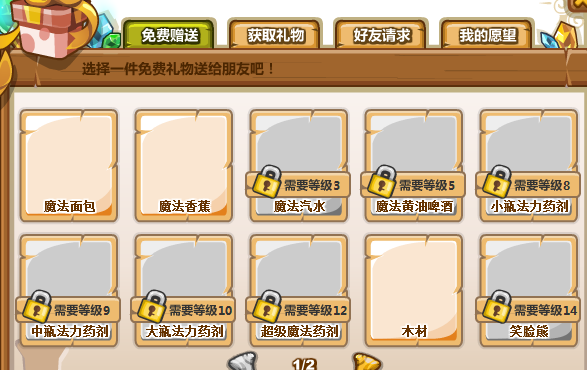 免费赠送 获取礼物 好友请求 我的愿望
选择一件免费礼物送给朋友吧！
需要等级3 需要等级5 需要等级8
魔法面包 魔法香蕉 魔法汽水 魔法黄油啤酒 小瓶法力药剂
需要等级9 需要等级10 需要等级12 需要等级14
中瓶法力药剂 大瓶法力药剂 超级魔法药剂 木材 笑脸熊
1/2